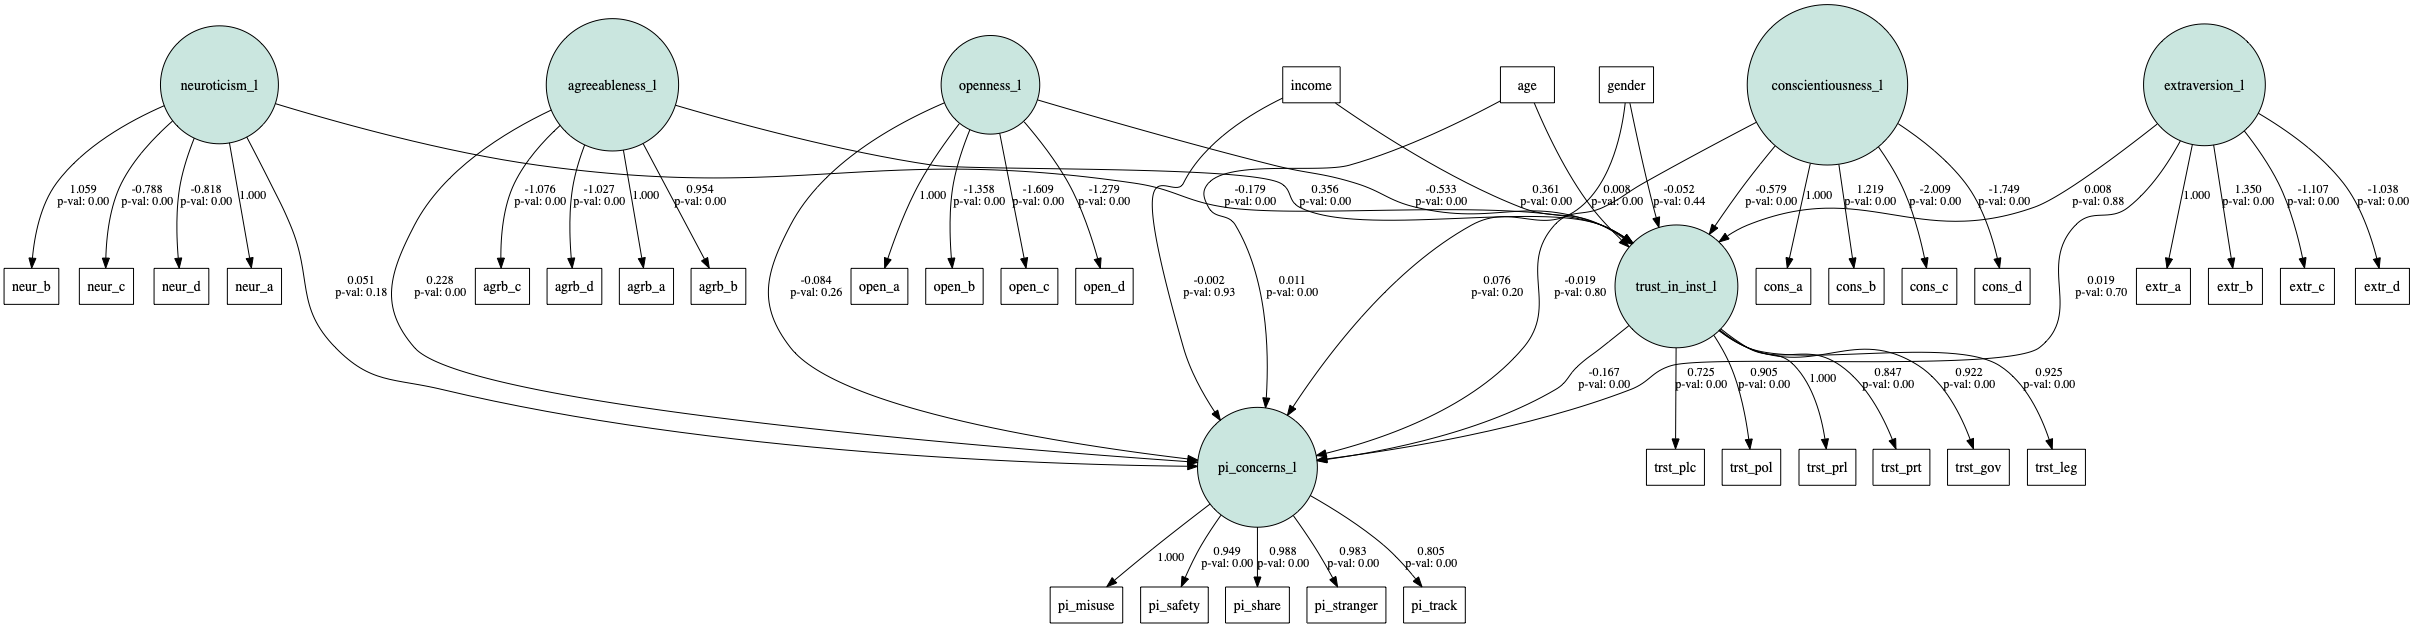 neuroticism_l
agreeableness_l
openness_l
income
age
gender
conscientiousness_l
extraversion_l
1.059
p-val: 0.00
-0.788
p-val: 0.00
-0.818
p-val: 0.00
1.000
-1.076
p-val: 0.00
-1.027
p-val: 0.00
1.000
0.954
p-val: 0.00
1.000
-1.358
p-val: 0.00
-1.609
p-val: 0.00
-1.279
p-val: 0.00
-0.179
p-val: 0.00
0.356
p-val: 0.00
-0.533
p-val: 0.00
0.361
p-val: 0.00
0.008
p-val: 0.00
-0.052
p-val: 0.44
-0.579
p-val: 0.00
1.000
1.219
p-val: 0.00
-2.009
p-val: 0.00
-1.749
p-val: 0.00
0.008
p-val: 0.88
1.000
1.350
p-val: 0.00
-1.107
p-val: 0.00
-1.038
p-val: 0.00
neur_b
neur_c
neur_d
neur_a
0.051
p-val: 0.18
0.228
p-val: 0.00
agrb_c
agrb_d
agrb_a
agrb_b
-0.084
p-val: 0.26
open_a
open_b
open_c
open_d
-0.002
p-val: 0.93
0.011
p-val: 0.00
0.076
p-val: 0.20
-0.019
p-val: 0.80
trust_in_inst_l
cons_a
cons_b
cons_c
cons_d
0.019
p-val: 0.70
extr_a
extr_b
extr_c
extr_d
-0.167
p-val: 0.00
0.725
p-val: 0.00
0.905
p-val: 0.00
1.000
0.847
p-val: 0.00
0.922
p-val: 0.00
0.925
p-val: 0.00
pi_concerns_l
trst_plc
trst_pol
trst_prl
trst_prt
trst_gov
trst_leg
1.000
0.949
p-val: 0.00
0.988
p-val: 0.00
0.983
p-val: 0.00
0.805
p-val: 0.00
pi_misuse
pi_safety
pi_share
pi_stranger
pi_track